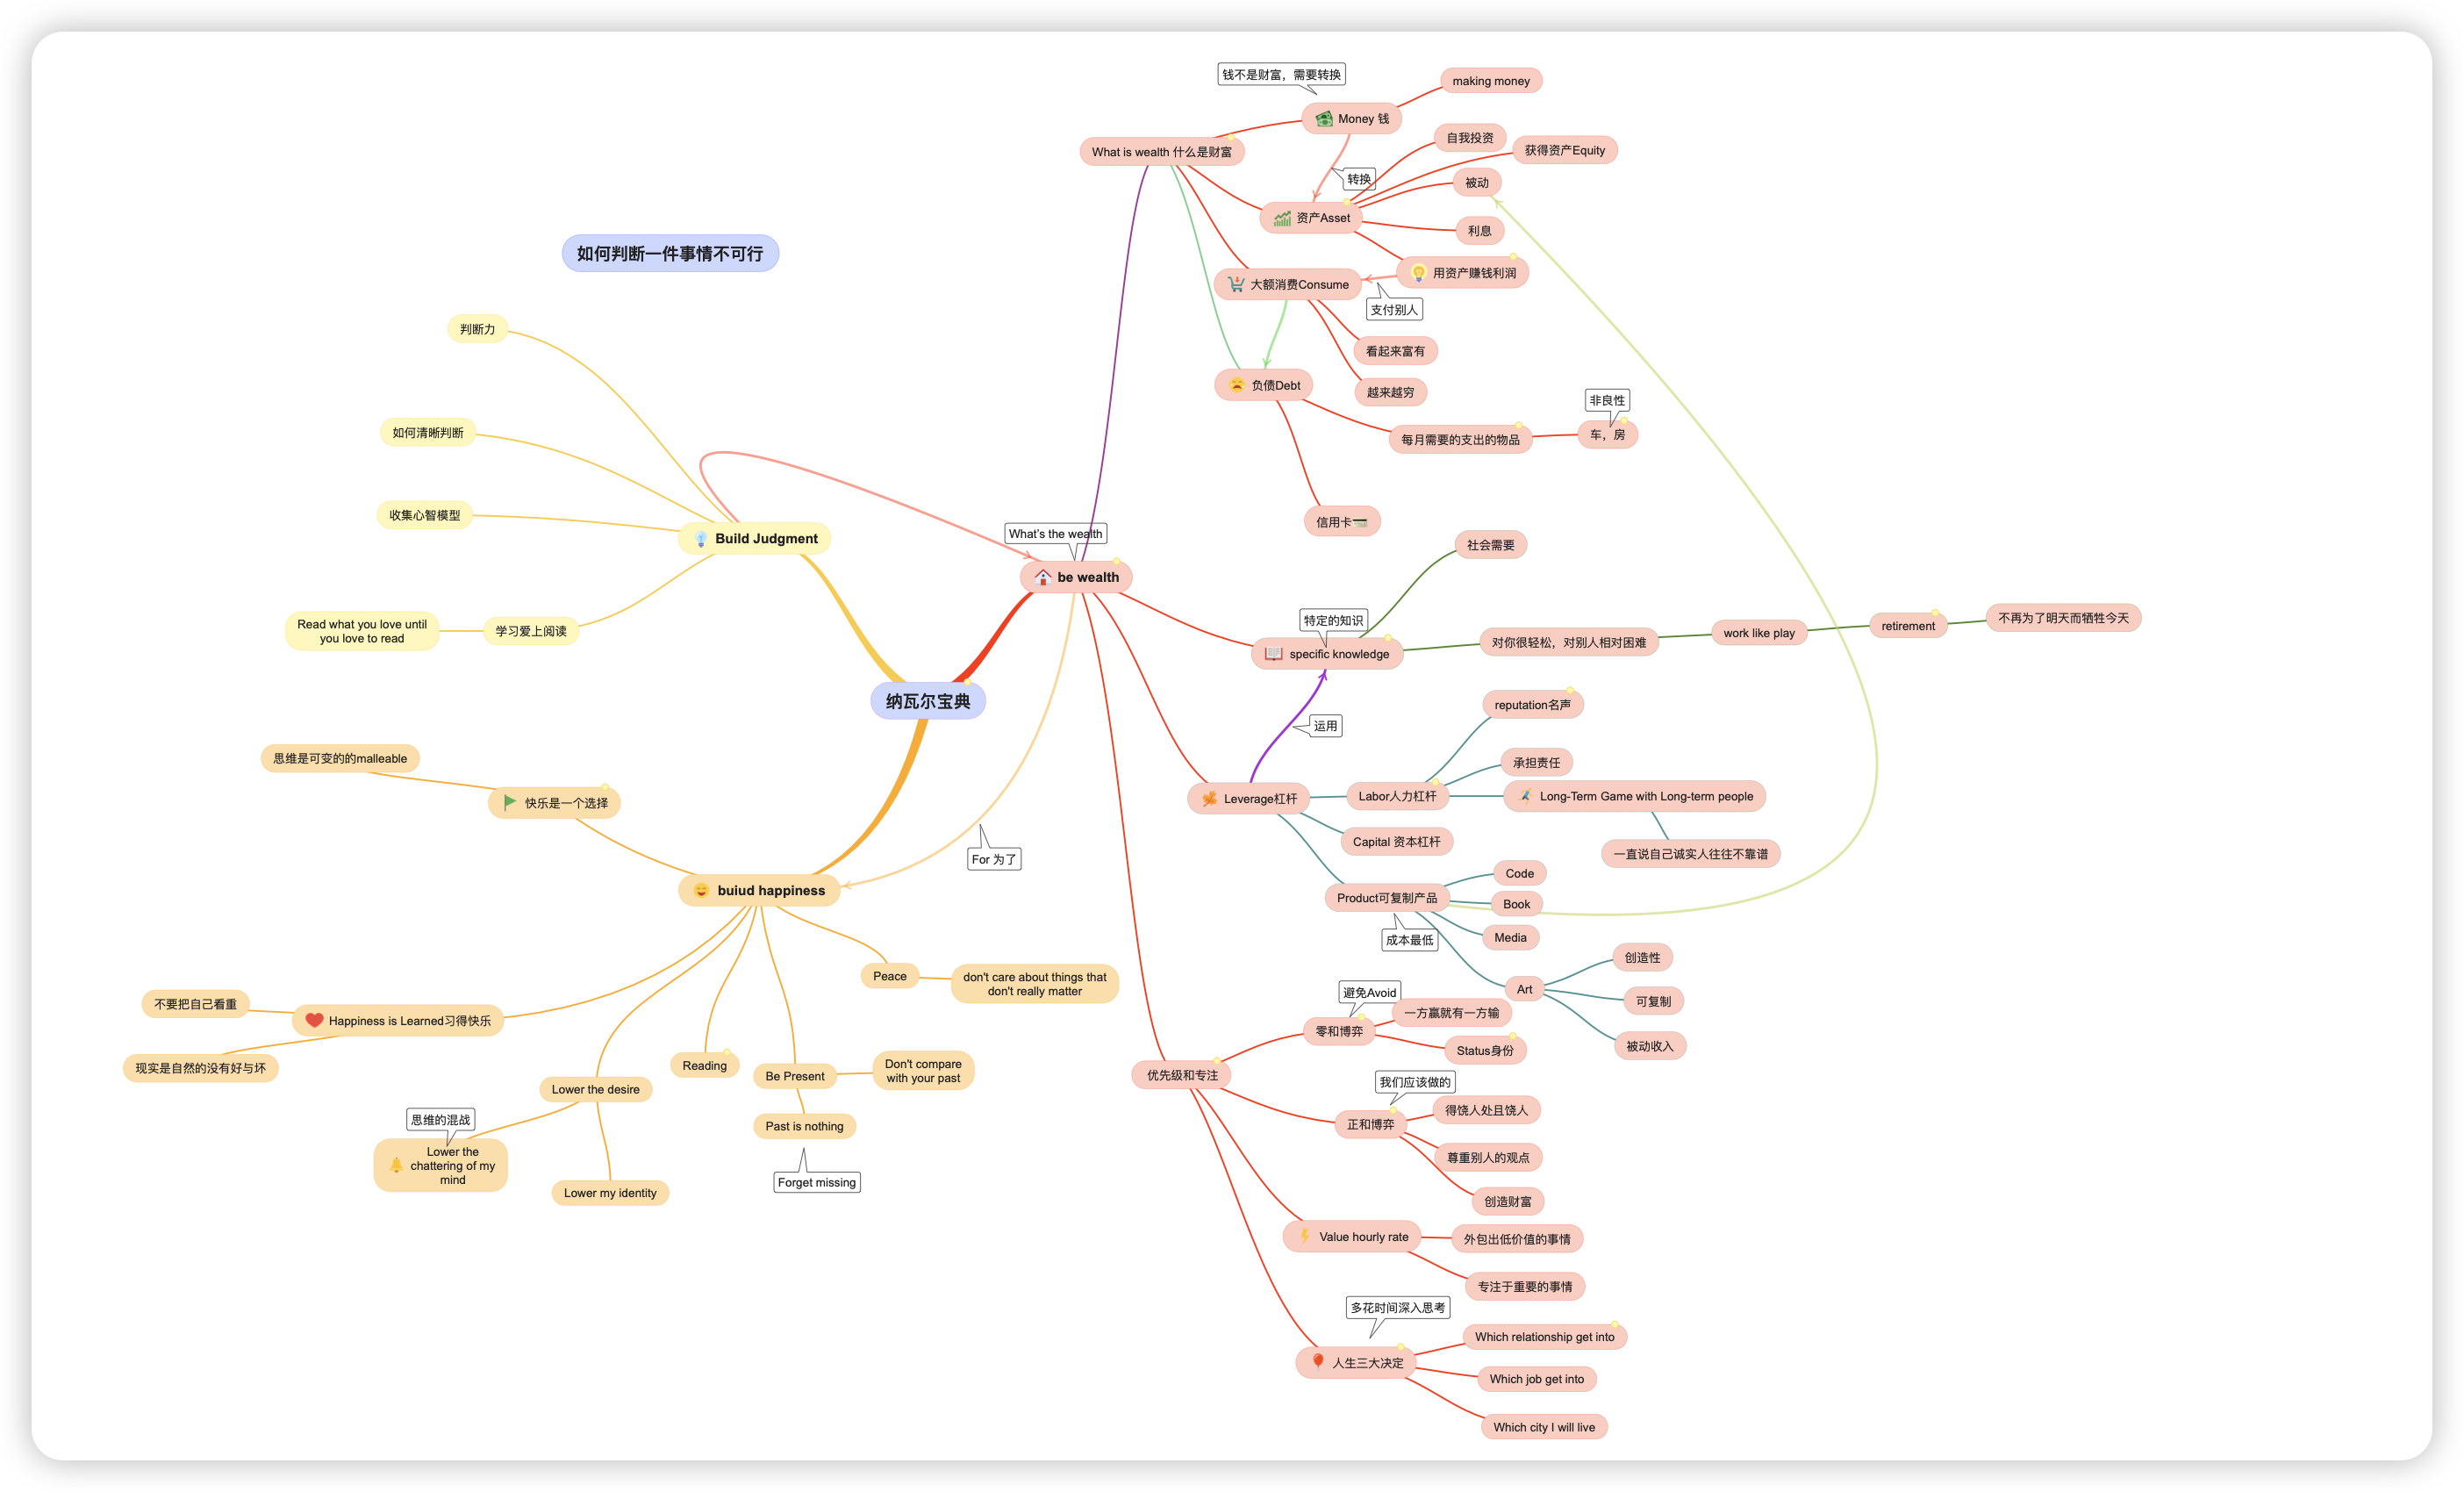 如何判断一件事情不可行
判断力
如何清晰判断
收集心智模型
Build Judgment
学习爱上阅读
Read what you love until
you love to read
纳瓦尔宝典
思维是可变的的malleable
快乐是一个选择
buiud happiness
For 为了
Peace
don't care about things that
don't really matter
不要把自己看重
Happiness is Learned习得快乐
现实是自然的没有好与坏
Lower the desire
思维的混战
Lower the
chattering of my
mind
Lower my identity
Reading
Be Present
Don't compare
with your past
Past is nothing
Forget missing
What's the wealth
be wealth
What is wealth 什么是财富
钱不是财富，需要转换
Money 钱
making money
转换
资产Asset
自我投资
获得资产Equity
被动
利息
用资产赚钱利润
支付别人
大额消费Consume
看起来富有
越来越穷
负债Debt
每月需要的支出的物品
非良性
车，房
信用卡
特定的知识
specific knowledge
社会需要
对你很轻松，对别人相对困难
work like play
retirement
不再为了明天而牺牲今天
运用
Leverage杠杆
Labor人力杠杆
reputation名声
承担责任
Long-Term Game with Long-term people
一直说自己诚实人往往不靠谱
Capital 资本杠杆
Product可复制产品
成本最低
Code
Book
Media
Art
创造性
可复制
被动收入
优先级和专注
避免Avoid
零和博弈
一方赢就有一方输
Status身份
我们应该做的
正和博弈
得饶人处且饶人
尊重别人的观点
创造财富
Value hourly rate
外包出低价值的事情
专注于重要的事情
多花时间深入思考
人生三大决定
Which relationship get into
Which job get into
Which city I will live